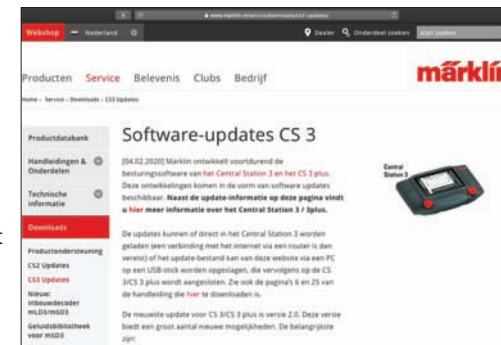 www.marklin.nl/service/downloads/cs3-updates/
Webshop Nederland Dealer Onderdeel zoeken start zoeken
Producten Service Belevenis Clubs Bedrijf
märklin
Home › Service › Downloads › CS3 Updates
Productdatabank
Handleidingen & Onderdelen
Technische informatie
Downloads
Productondersteuning
CS2 Updates
CS3 Updates
Nieuw: Inbouwdecoder mLD3/mSD3
Geluidsbibliotheek voor mSD3
Software-updates CS 3
[04.02.2020] Märklin ontwikkelt voortdurend de
besturingssoftware van het Central Station 3 en het CS 3 plus.
Deze ontwikkelingen komen in de vorm van software updates
beschikbaar. Naast de update-informatie op deze pagina vindt
u hier meer informatie over het Central Station 3 / 3plus.
De updates kunnen of direct in het Central Station 3 worden
geladen (een verbinding met het internet via een router is dan
vereist) of het update-bestand kan van deze website via een PC
op een USB-stick worden opgeslagen, die vervolgens op de CS
3/CS 3 plus wordt aangesloten. Zie ook de pagina's 6 en 25 van
de handleiding die hier te downloaden is.
De nieuwste update voor CS 3/CS 3 plus is versie 2.0. Deze versie
biedt een groot aantal nieuwe mogelijkheden. De belangrijkste
zijn:
Central
Station 3
t